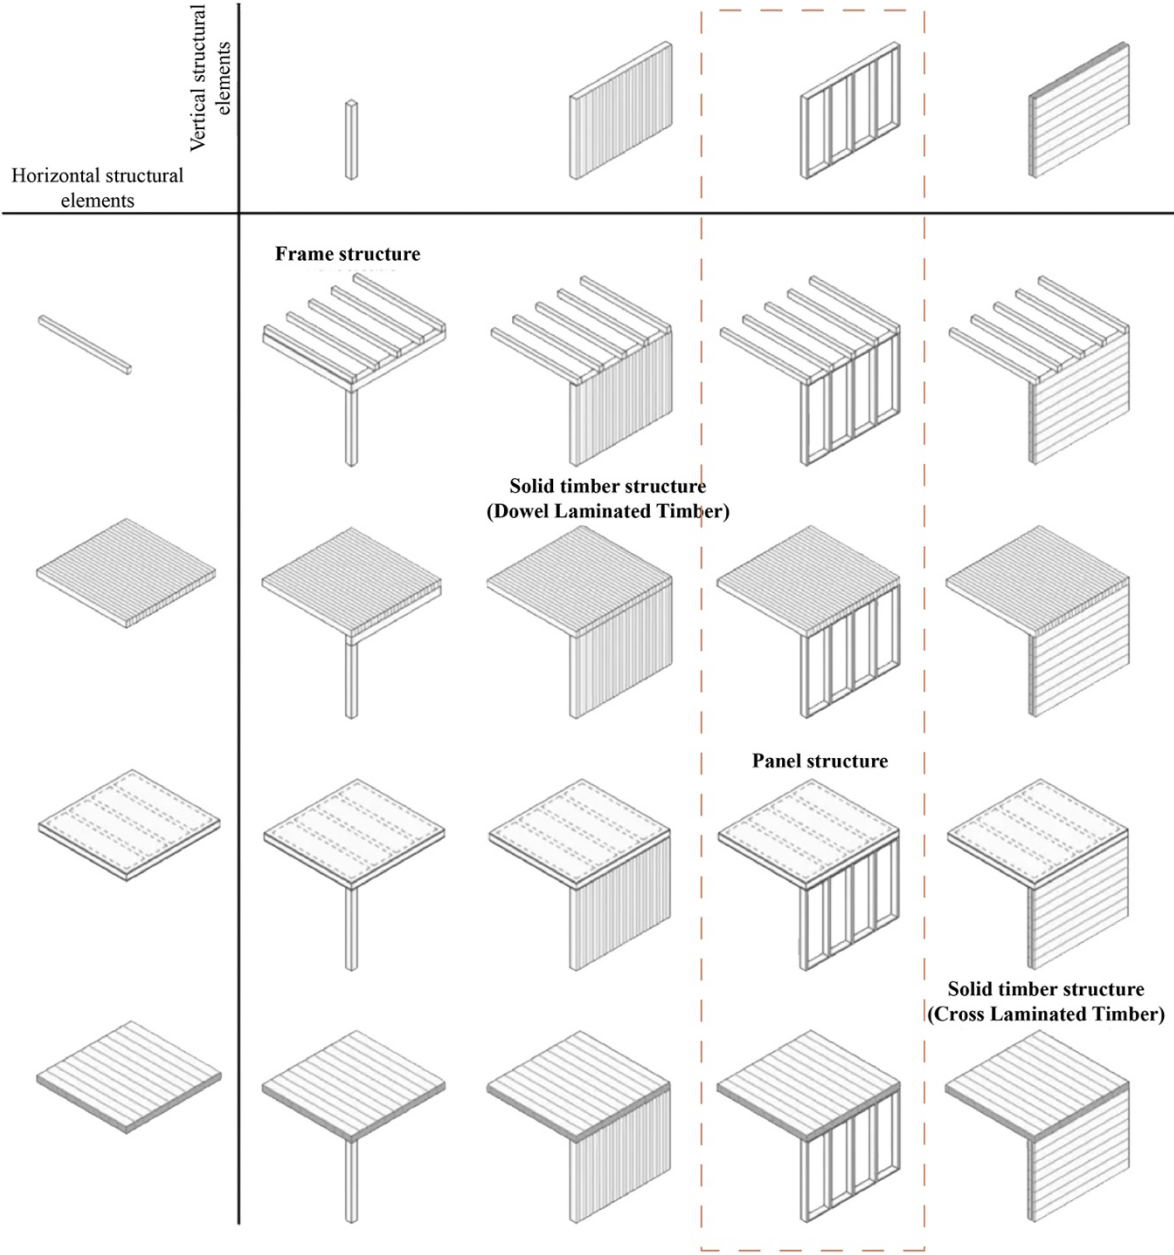 Vertical structural
elements
Horizontal structural
elements
Frame structure
Solid timber structure
(Dowel Laminated Timber)
Panel structure
Solid timber structure
(Cross Laminated Timber)